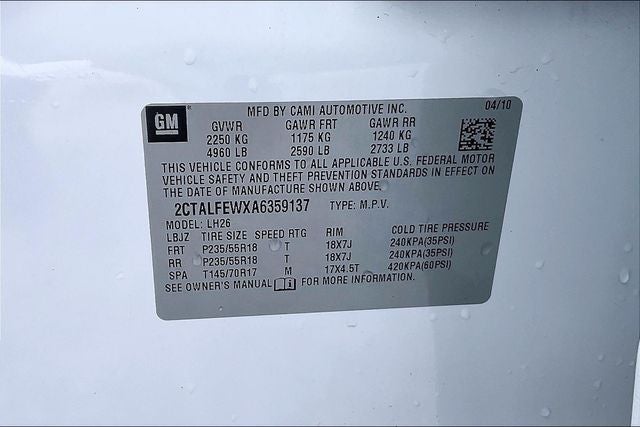 GM
MFD BY CAMI AUTOMOTIVE INC. 04/10
GVWR GAWR FRT GAWR RR
2250 KG 1175 KG 1240 KG
4960 LB 2590 LB 2733 LB
THIS VEHICLE CONFORMS TO ALL APPLICABLE U.S. FEDERAL MOTOR
VEHICLE SAFETY AND THEFT PREVENTION STANDARDS IN EFFECT ON
THE DATE OF MANUFACTURE SHOWN ABOVE.
2CTALFEWXA6359137 TYPE: M.P.V.
MODEL: LH26
LBJZ TIRE SIZE SPEED RTG RIM COLD TIRE PRESSURE
FRT P235/55R18 T 18X7J 240KPA(35PSI)
RR P235/55R18 T 18X7J 240KPA(35PSI)
SPA T145/70R17 M 17X4.5T 420KPA(60PSI)
SEE OWNER'S MANUAL FOR MORE INFORMATION.